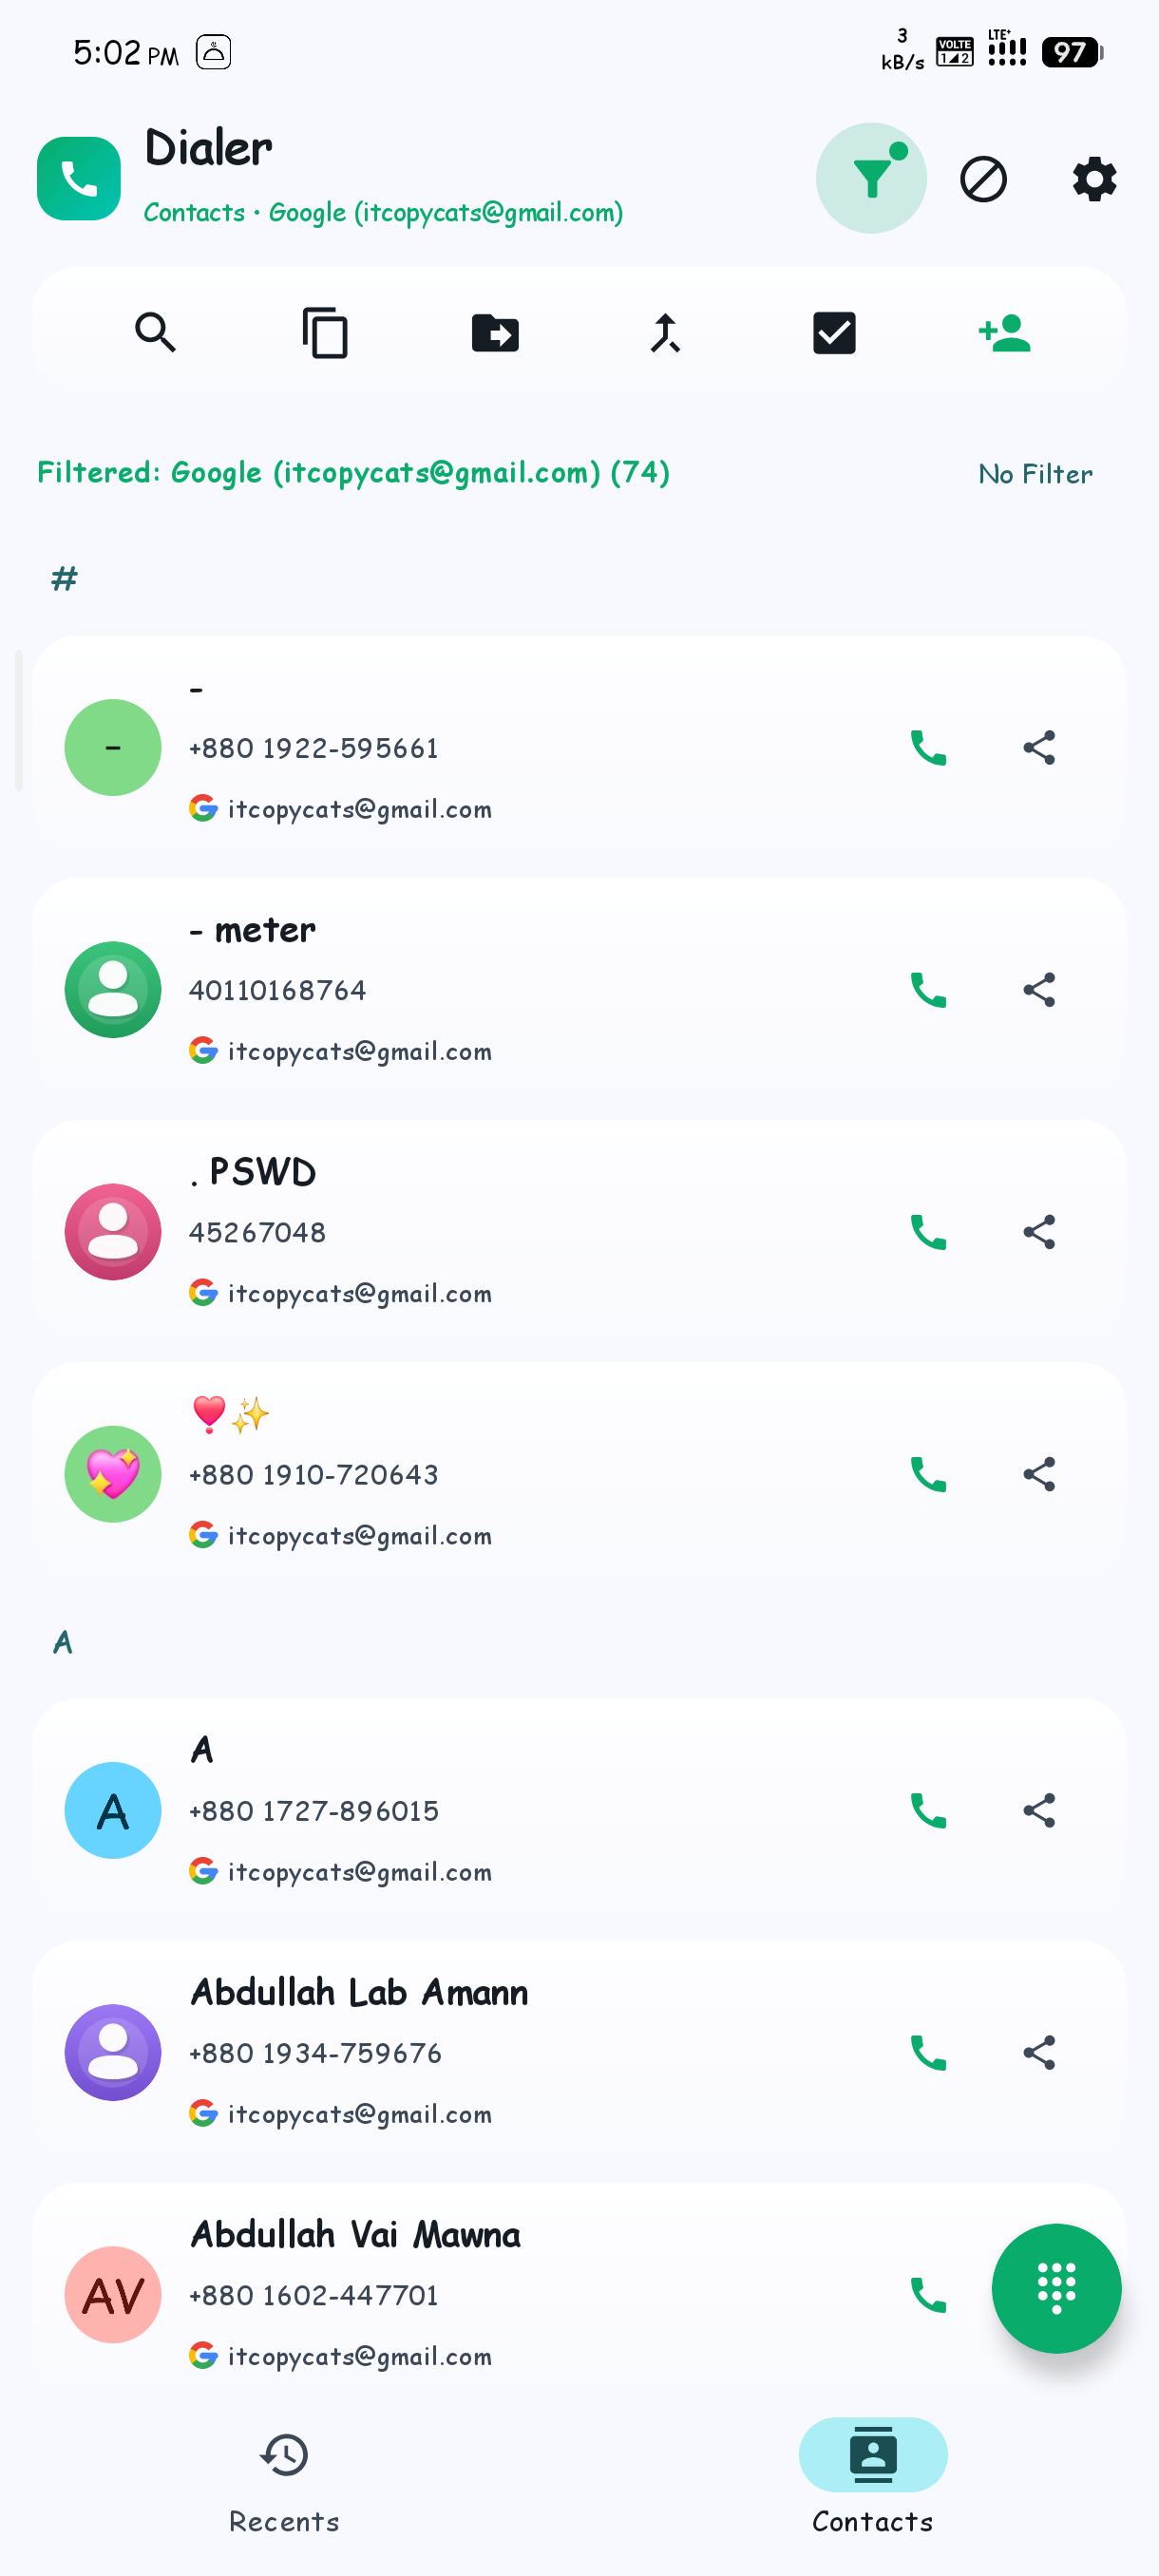 5:02 PM
3
kB/s
VOLTE
1 2
LTE+
97
Dialer
Contacts • Google (itcopycats@gmail.com)
Filtered: Google (itcopycats@gmail.com) (74)
No Filter
#
-
-
+880 1922-595661
itcopycats@gmail.com
- meter
40110168764
itcopycats@gmail.com
. PSWD
45267048
itcopycats@gmail.com
❣️✨
+880 1910-720643
itcopycats@gmail.com
A
A
A
+880 1727-896015
itcopycats@gmail.com
Abdullah Lab Amann
+880 1934-759676
itcopycats@gmail.com
AV
Abdullah Vai Mawna
+880 1602-447701
itcopycats@gmail.com
Recents
Contacts